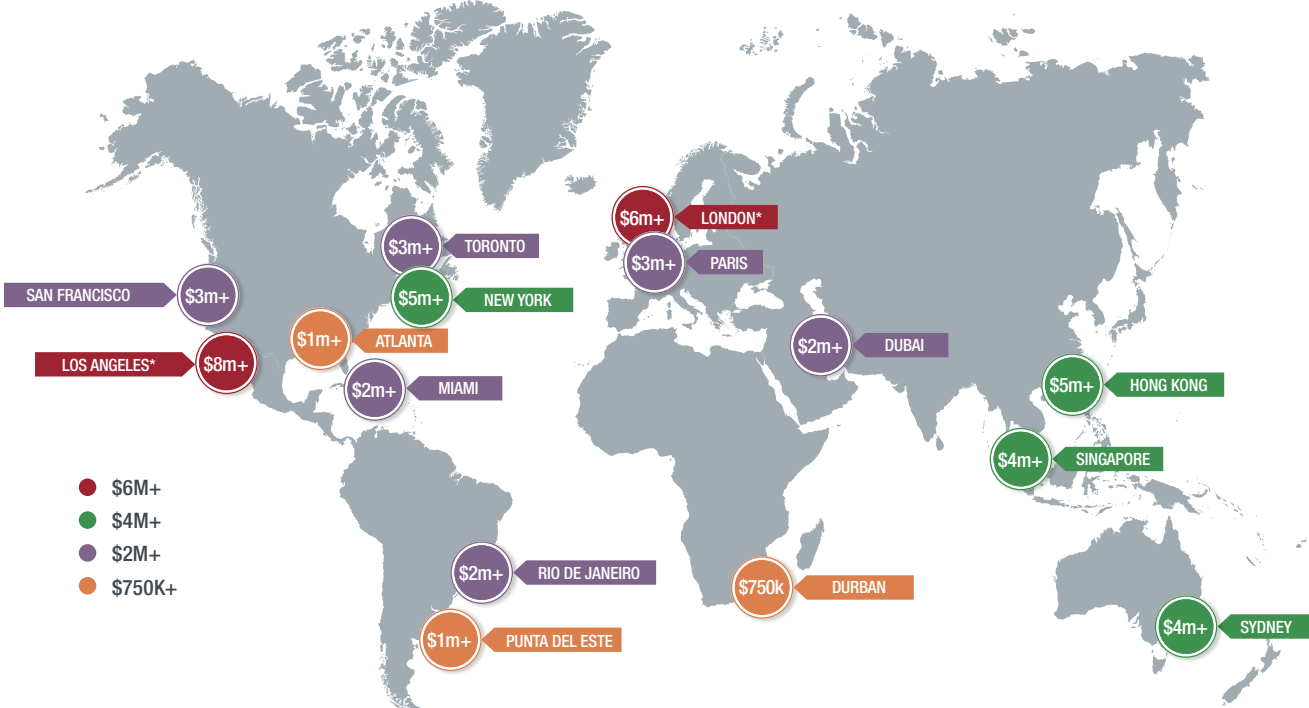 $6m+
LONDON*
$3m+
TORONTO
$3m+
PARIS
SAN FRANCISCO
$3m+
$5m+
NEW YORK
$1m+
ATLANTA
$2m+
DUBAI
LOS ANGELES*
$8m+
$2m+
MIAMI
$5m+
HONG KONG
$4m+
SINGAPORE
$6M+
$4M+
$2M+
$750K+
$2m+
RIO DE JANEIRO
$750k
DURBAN
$1m+
PUNTA DEL ESTE
$4m+
SYDNEY